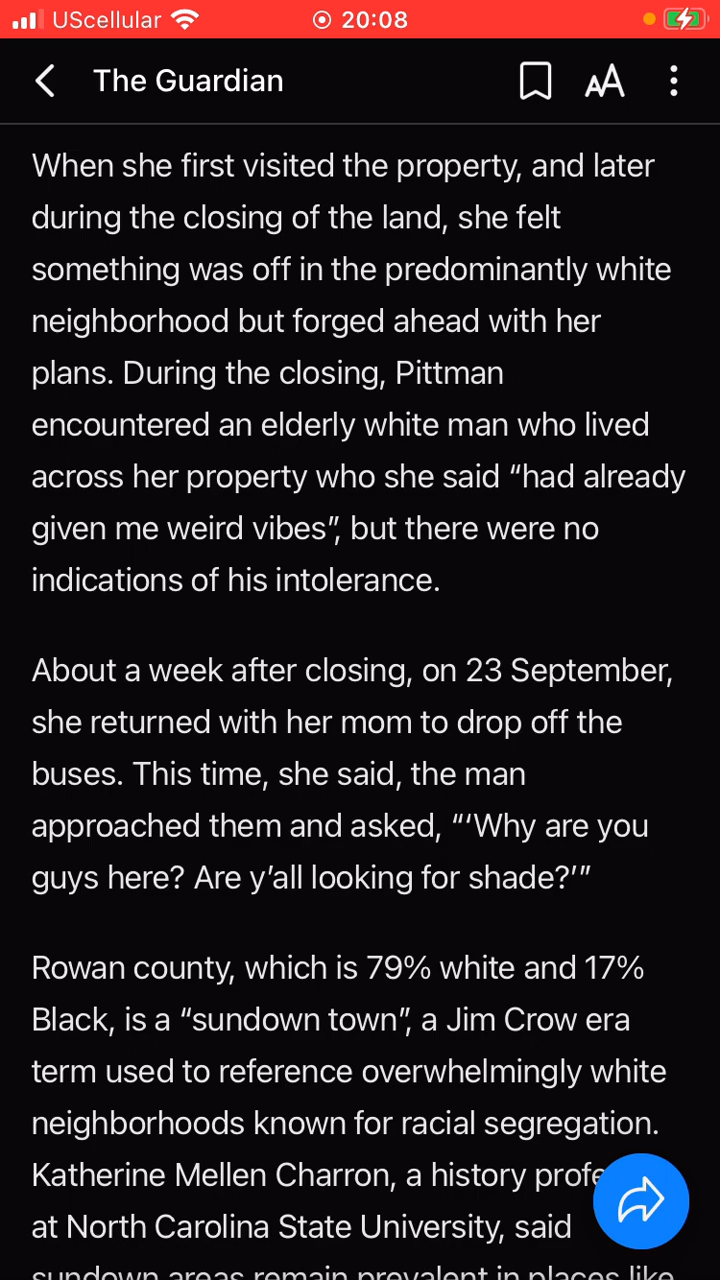 UScellular 20:08
The Guardian AA
When she first visited the property, and later
during the closing of the land, she felt
something was off in the predominantly white
neighborhood but forged ahead with her
plans. During the closing, Pittman
encountered an elderly white man who lived
across her property who she said “had already
given me weird vibes”, but there were no
indications of his intolerance.
About a week after closing, on 23 September,
she returned with her mom to drop off the
buses. This time, she said, the man
approached them and asked, “‘Why are you
guys here? Are y’all looking for shade?’”
Rowan county, which is 79% white and 17%
Black, is a “sundown town”, a Jim Crow era
term used to reference overwhelmingly white
neighborhoods known for racial segregation.
Katherine Mellen Charron, a history
at North Carolina State University, said
sundown areas remain prevalent in places like